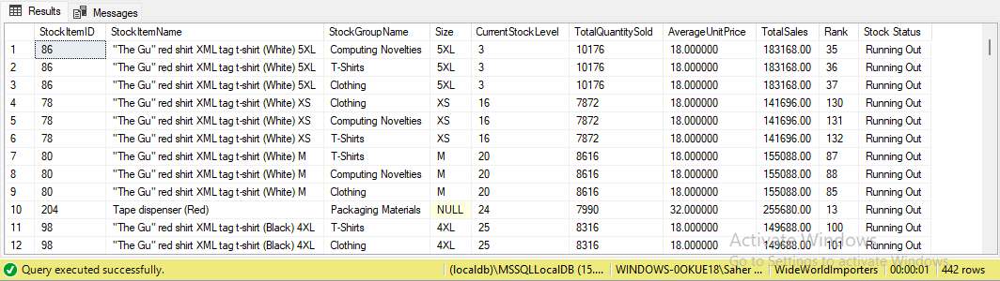 Results Messages
StockItemID StockItemName StockGroupName Size CurrentStockLevel TotalQuantitySold AverageUnitPrice TotalSales Rank Stock Status
1 86 "The Gu" red shirt XML tag t-shirt (White) 5XL Computing Novelties 5XL 3 10176 18.000000 183168.00 35 Running Out
2 86 "The Gu" red shirt XML tag t-shirt (White) 5XL T-Shirts 5XL 3 10176 18.000000 183168.00 36 Running Out
3 86 "The Gu" red shirt XML tag t-shirt (White) 5XL Clothing 5XL 3 10176 18.000000 183168.00 37 Running Out
4 78 "The Gu" red shirt XML tag t-shirt (White) XS Clothing XS 16 7872 18.000000 141696.00 130 Running Out
5 78 "The Gu" red shirt XML tag t-shirt (White) XS Computing Novelties XS 16 7872 18.000000 141696.00 131 Running Out
6 78 "The Gu" red shirt XML tag t-shirt (White) XS T-Shirts XS 16 7872 18.000000 141696.00 132 Running Out
7 80 "The Gu" red shirt XML tag t-shirt (White) M T-Shirts M 20 8616 18.000000 155088.00 87 Running Out
8 80 "The Gu" red shirt XML tag t-shirt (White) M Computing Novelties M 20 8616 18.000000 155088.00 88 Running Out
9 80 "The Gu" red shirt XML tag t-shirt (White) M Clothing M 20 8616 18.000000 155088.00 85 Running Out
10 204 Tape dispenser (Red) Packaging Materials NULL 24 7990 32.000000 255680.00 13 Running Out
11 98 "The Gu" red shirt XML tag t-shirt (Black) 4XL T-Shirts 4XL 25 8316 18.000000 149688.00 100 Running Out
12 98 "The Gu" red shirt XML tag t-shirt (Black) 4XL Clothing 4XL 25 8316 18.000000 149688.00 101 Running Out
Activate Windows
Go to Settings to activate Windows.
Query executed successfully. (localdb)\MSSQLLocalDB (15.... WINDOWS-0OKUE18\Saher ... WideWorldImporters 00:00:01 442 rows